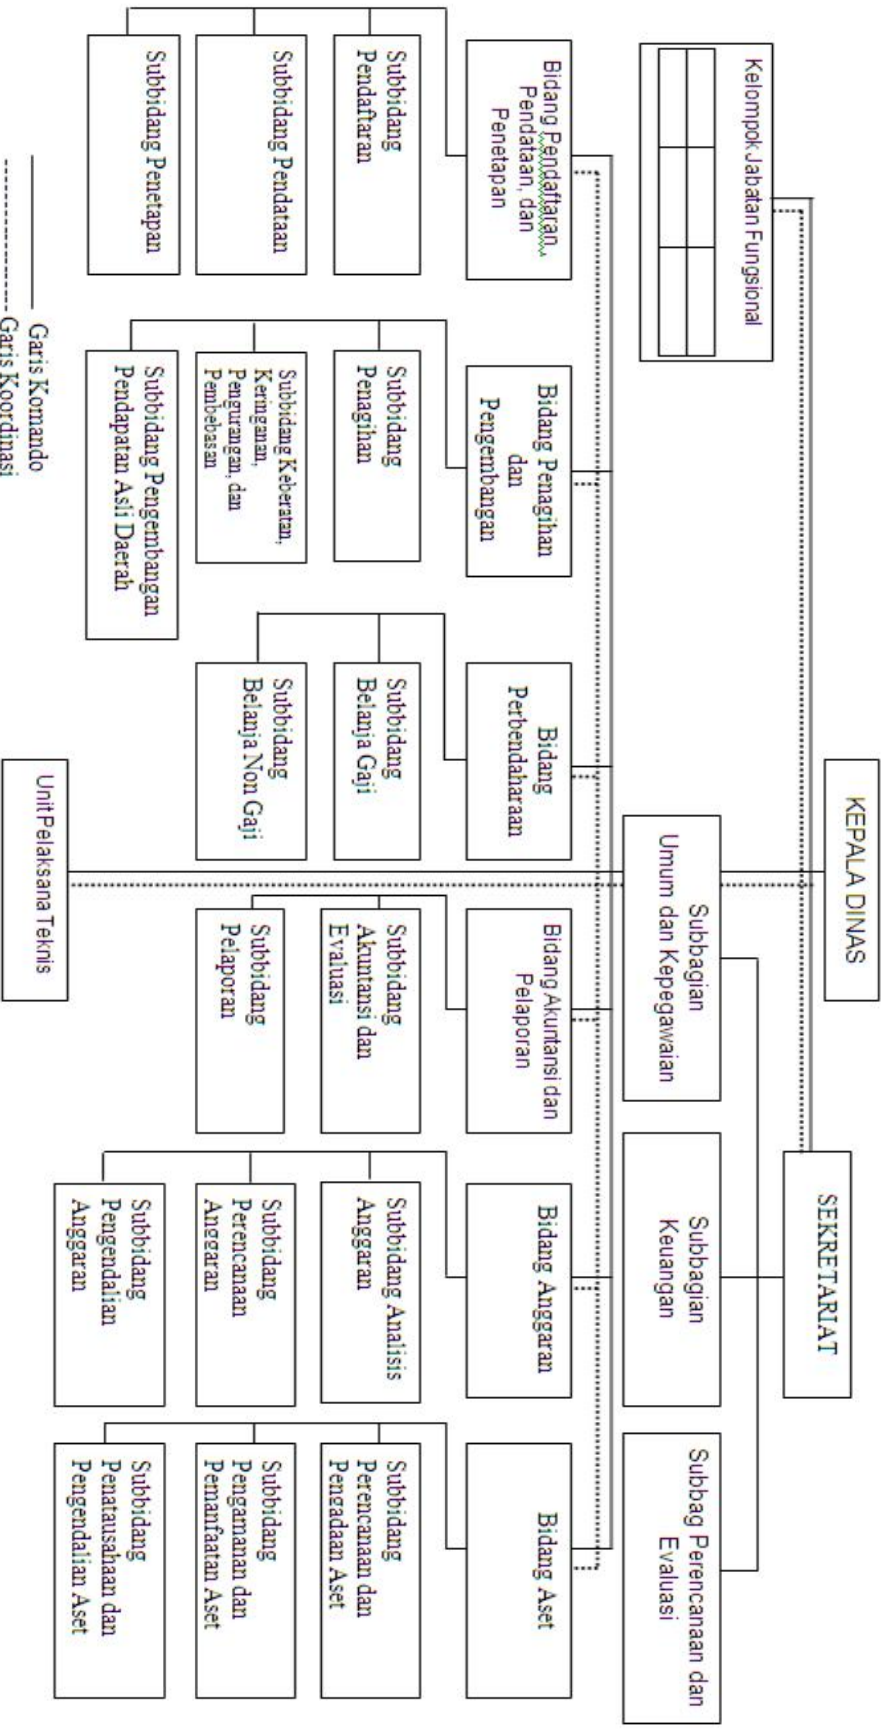 KEPALA DINAS
SEKRETARIAT
Kelompok Jabatan Fungsional
Subbagian
Umum dan Kepegawaian
Subbagian
Keuangan
Subbag Perencanaan dan
Evaluasi
Bidang Pendaftaran,
Pendataan, dan
Penetapan
Bidang Penagihan
dan
Pengembangan
Bidang
Perbendaharaan
Bidang Akuntansi dan
Pelaporan
Bidang Anggaran
Bidang Aset
Subbidang
Pendaftaran
Subbidang
Penagihan
Subbidang
Belanja Gaji
Subbidang
Akuntansi dan
Evaluasi
Subbidang Analisis
Anggaran
Subbidang
Perencanaan dan
Pengadaan Aset
Subbidang Pendataan
Subbidang Keberatan,
Keringanan,
Pengurangan, dan
Pembebasan
Subbidang
Belanja Non Gaji
Subbidang
Pelaporan
Subbidang
Perencanaan
Anggaran
Subbidang
Pengamanan dan
Pemanfaatan Aset
Subbidang Penetapan
Subbidang Pengembangan
Pendapatan Asli Daerah
Subbidang
Pengendalian
Anggaran
Subbidang
Penatausahaan dan
Pengendalian Aset
Unit Pelaksana Teknis
Garis Komando
Garis Koordinasi